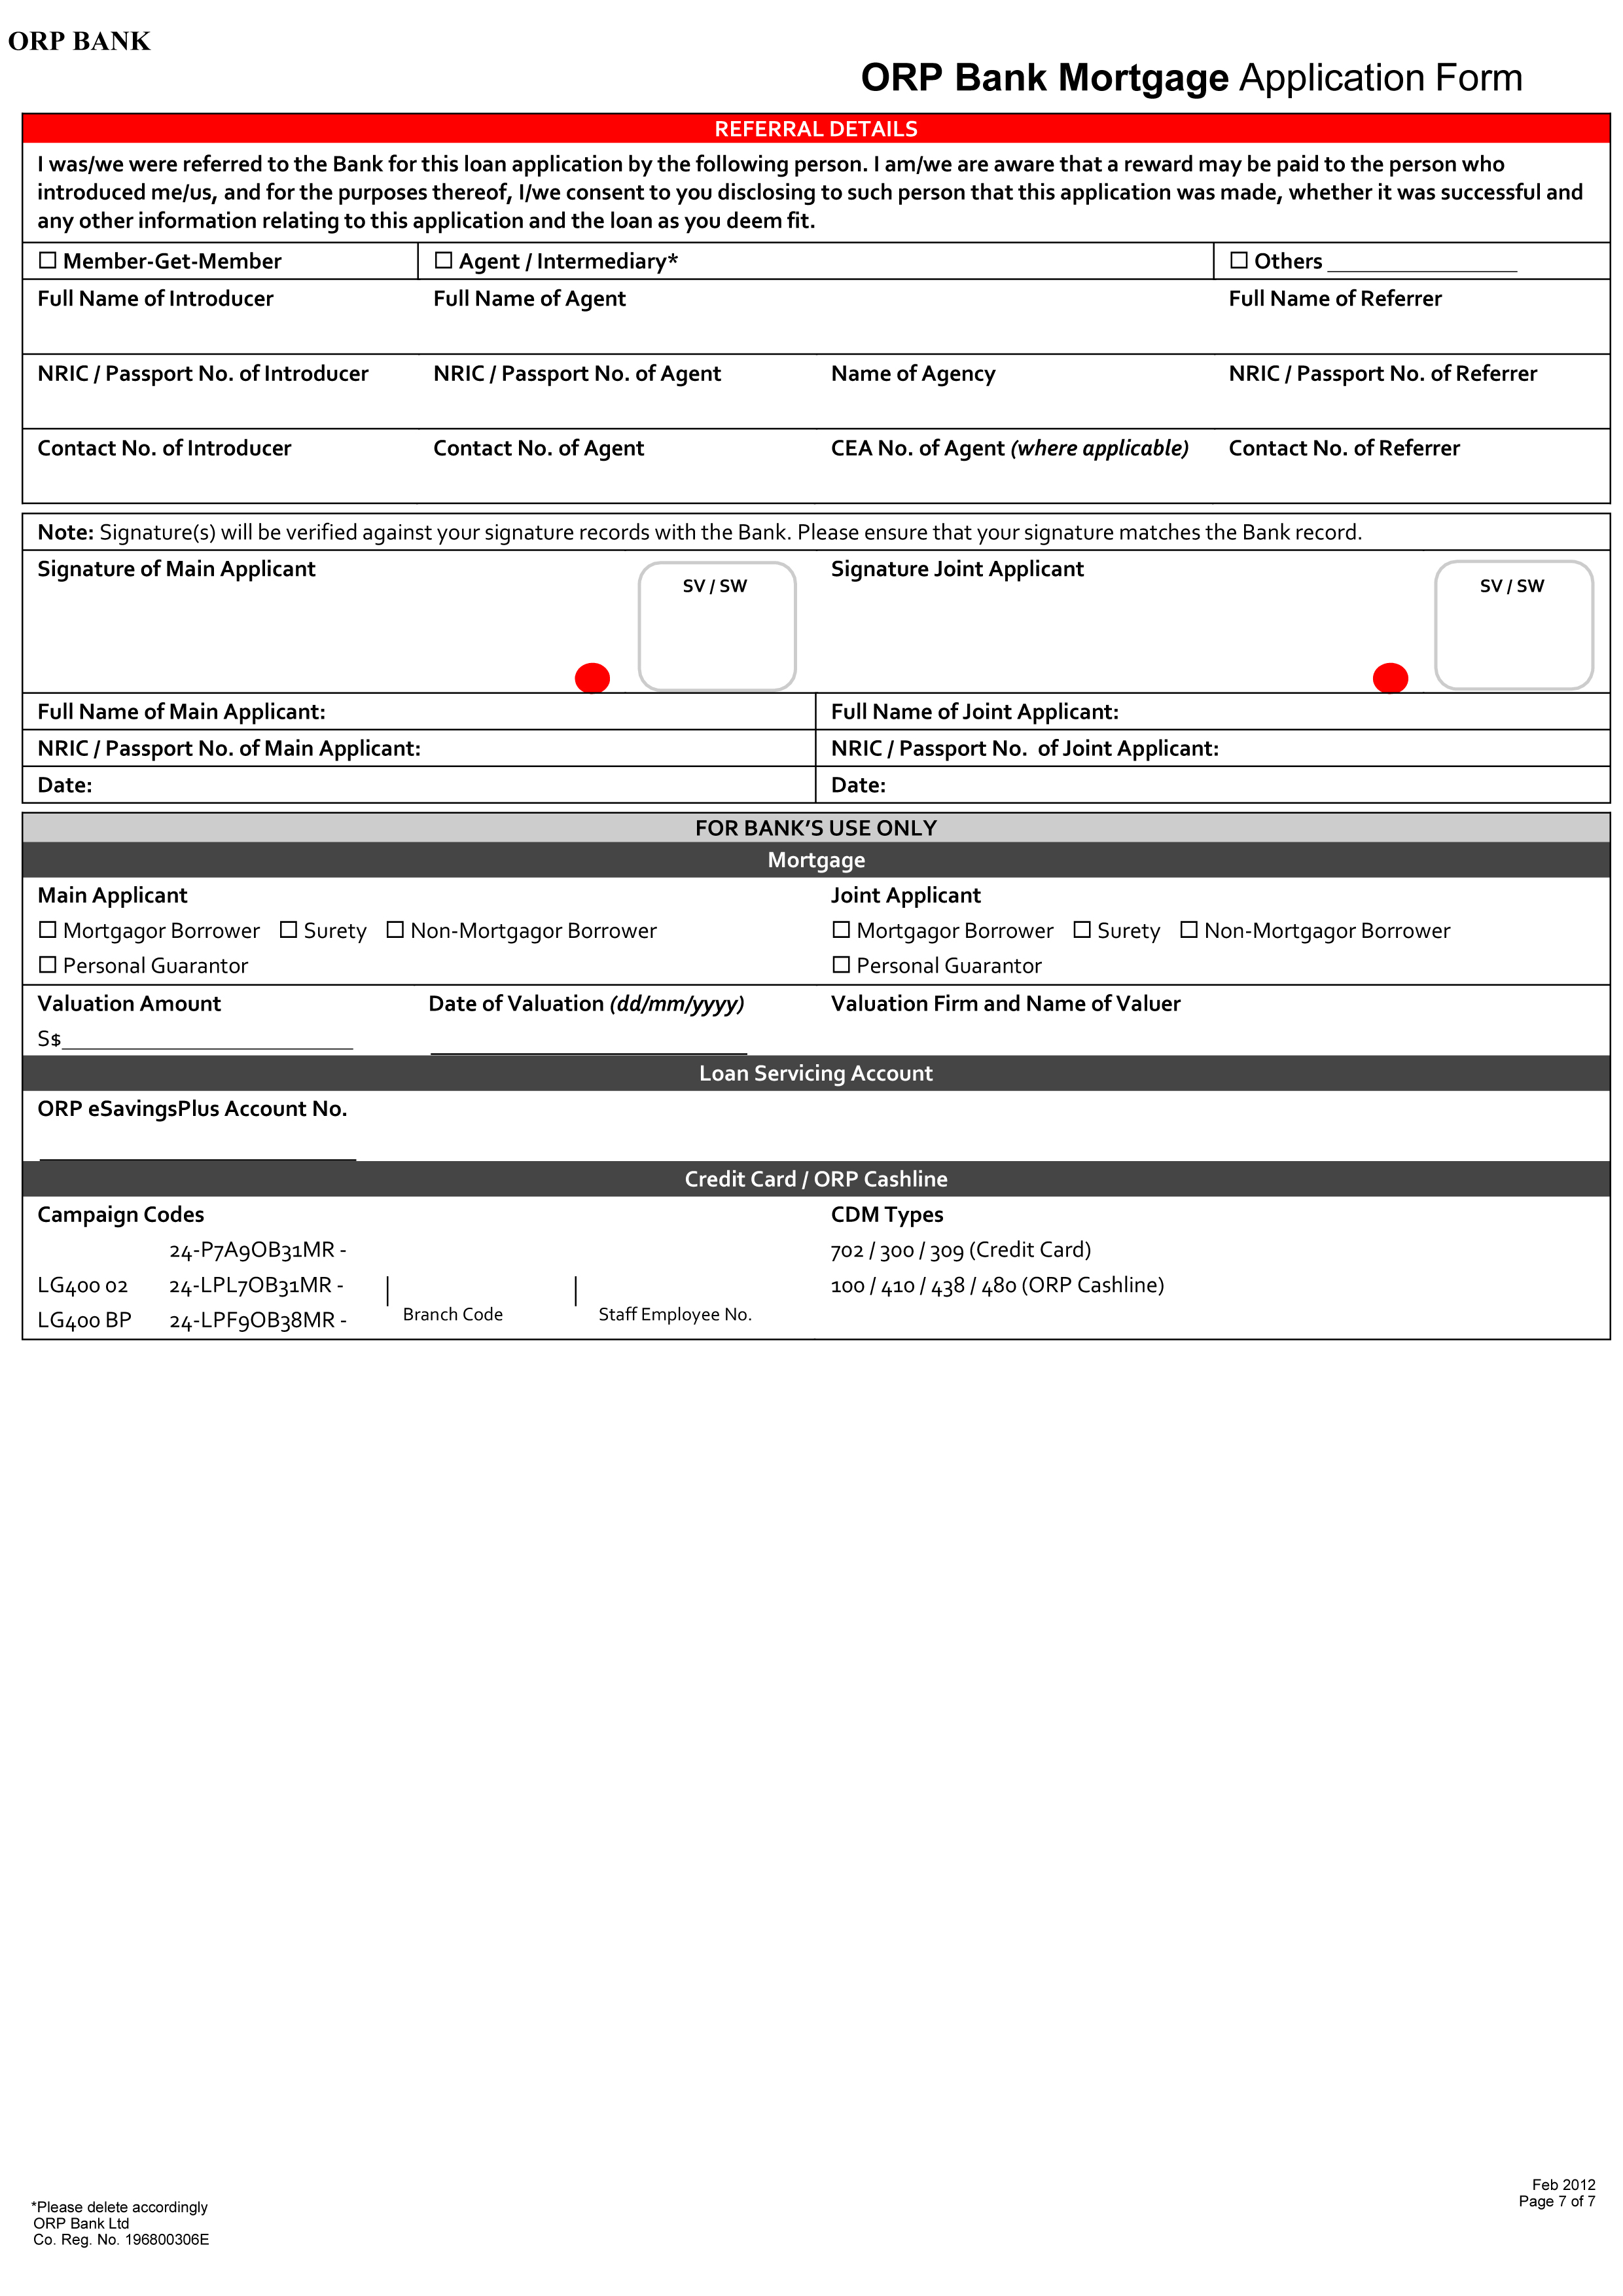 ORP BANK
ORP Bank Mortgage Application Form
REFERRAL DETAILS
I was/we were referred to the Bank for this loan application by the following person. I am/we are aware that a reward may be paid to the person who
introduced me/us, and for the purposes thereof, I/we consent to you disclosing to such person that this application was made, whether it was successful and
any other information relating to this application and the loan as you deem fit.
☐ Member-Get-Member ☐ Agent / Intermediary* ☐ Others ________________
Full Name of Introducer Full Name of Agent Full Name of Referrer
NRIC / Passport No. of Introducer NRIC / Passport No. of Agent Name of Agency NRIC / Passport No. of Referrer
Contact No. of Introducer Contact No. of Agent CEA No. of Agent (where applicable) Contact No. of Referrer
Note: Signature(s) will be verified against your signature records with the Bank. Please ensure that your signature matches the Bank record.
Signature of Main Applicant SV / SW Signature Joint Applicant SV / SW
Full Name of Main Applicant: Full Name of Joint Applicant:
NRIC / Passport No. of Main Applicant: NRIC / Passport No. of Joint Applicant:
Date: Date:
FOR BANK'S USE ONLY
Mortgage
Main Applicant Joint Applicant
☐ Mortgagor Borrower ☐ Surety ☐ Non-Mortgagor Borrower ☐ Mortgagor Borrower ☐ Surety ☐ Non-Mortgagor Borrower
☐ Personal Guarantor ☐ Personal Guarantor
Valuation Amount Date of Valuation (dd/mm/yyyy) Valuation Firm and Name of Valuer
S$________________________
Loan Servicing Account
ORP eSavingsPlus Account No.
Credit Card / ORP Cashline
Campaign Codes CDM Types
24-P7A9OB31MR - 702 / 300 / 309 (Credit Card)
LG400 02 24-LPL7OB31MR - 100 / 410 / 438 / 480 (ORP Cashline)
LG400 BP 24-LPF9OB38MR - Branch Code Staff Employee No.
Feb 2012
Page 7 of 7
*Please delete accordingly
ORP Bank Ltd
Co. Reg. No. 196800306E